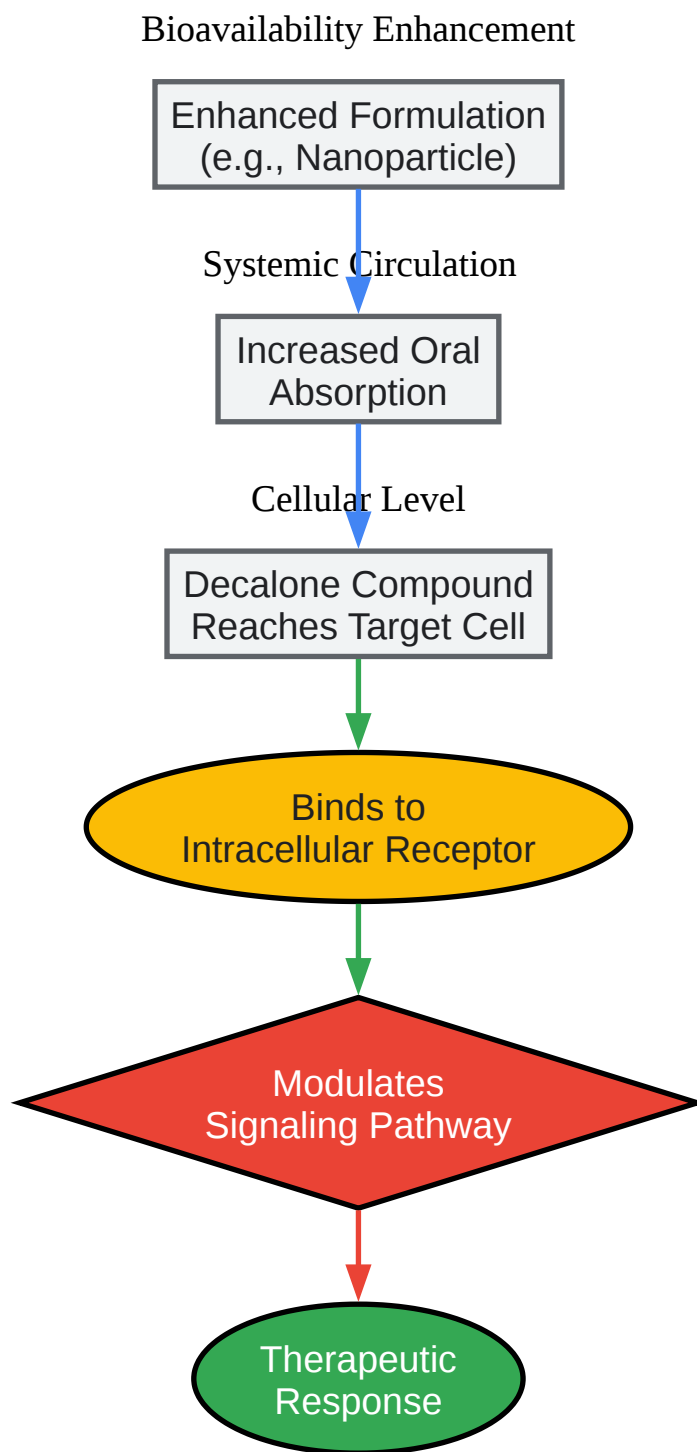 Bioavailability Enhancement
Enhanced Formulation
(e.g., Nanoparticle)
Systemic Circulation
Increased Oral
Absorption
Cellular Level
Decalone Compound
Reaches Target Cell
Binds to
Intracellular Receptor
Modulates
Signaling Pathway
Therapeutic
Response